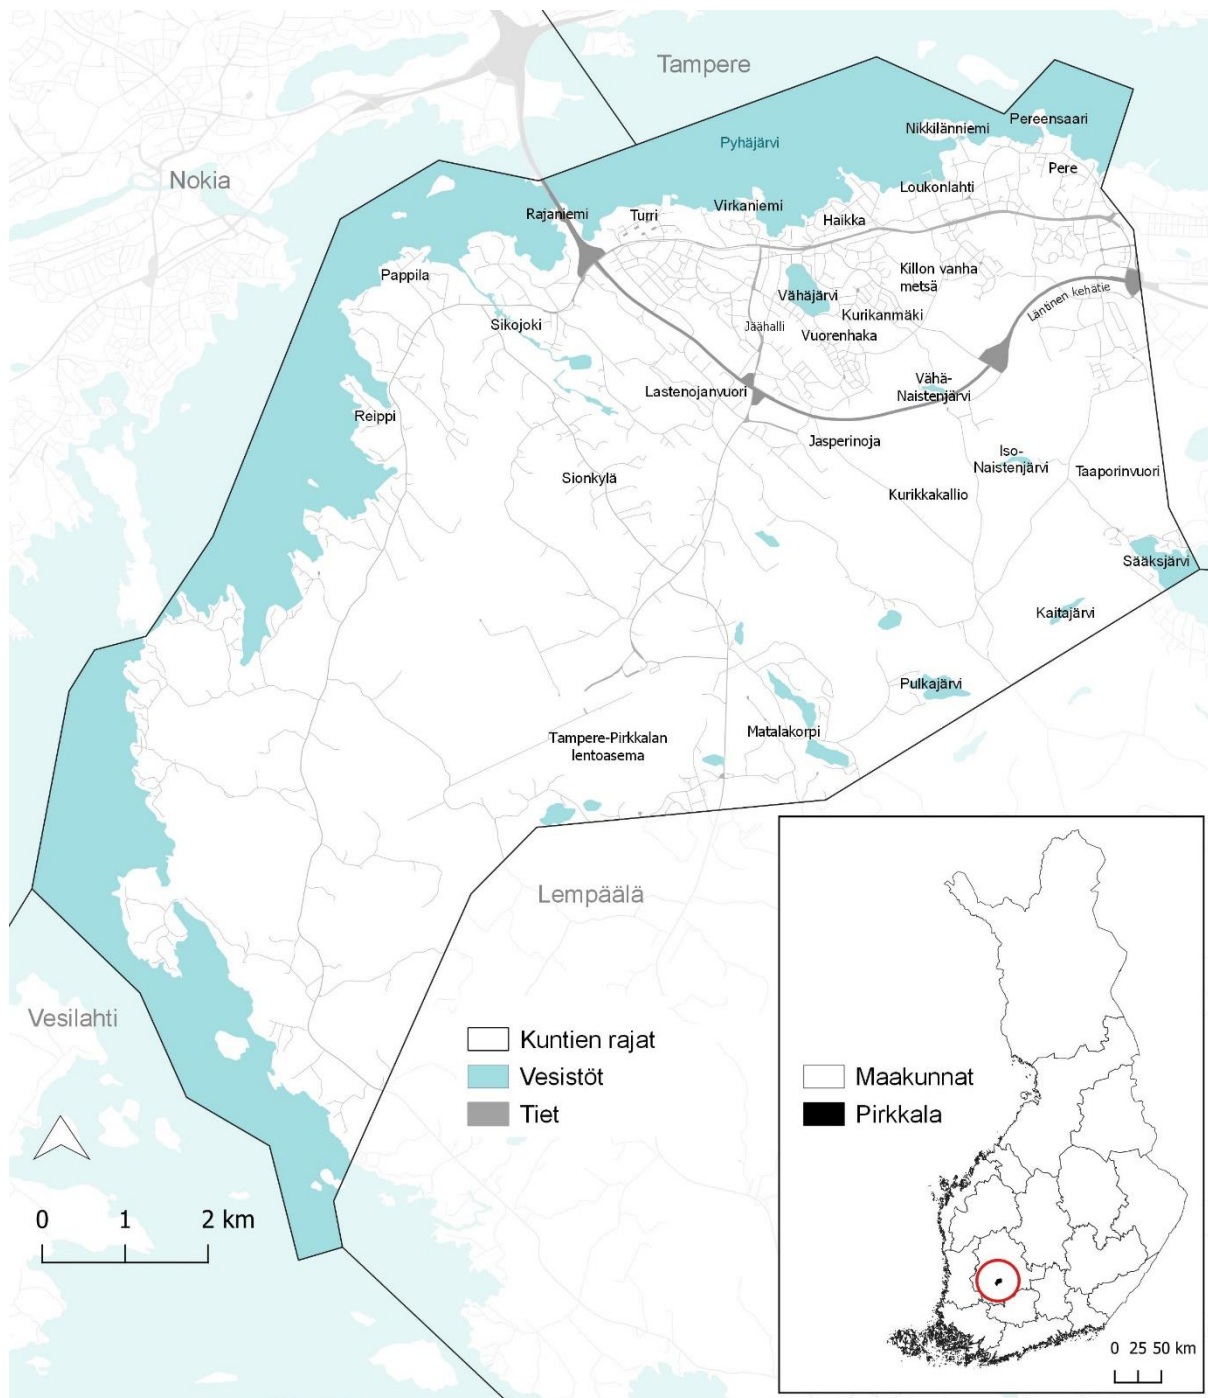 Tampere
Nokia
Pyhäjärvi
Nikkilänniemi
Pereensaari
Pere
Loukonlahti
Rajaniemi
Turri
Virkaniemi
Haikka
Pappila
Killon vanha
metsä
Vähäjärvi
Läntinen kehätie
Sikojoki
Jäähalli
Kurikanmäki
Vuorenhaka
Lastenojanvuori
Vähä-
Naistenjärvi
Reippi
Jasperinoja
Iso-
Naistenjärvi
Taaporinvuori
Sionkylä
Kurikkakallio
Sääksjärvi
Kaitajärvi
Pulkajärvi
Tampere-Pirkkalan
lentoasema
Matalakorpi
Lempäälä
Vesilahti
Kuntien rajat
Vesistöt
Tiet
0 1 2 km
Maakunnat
Pirkkala
0 25 50 km